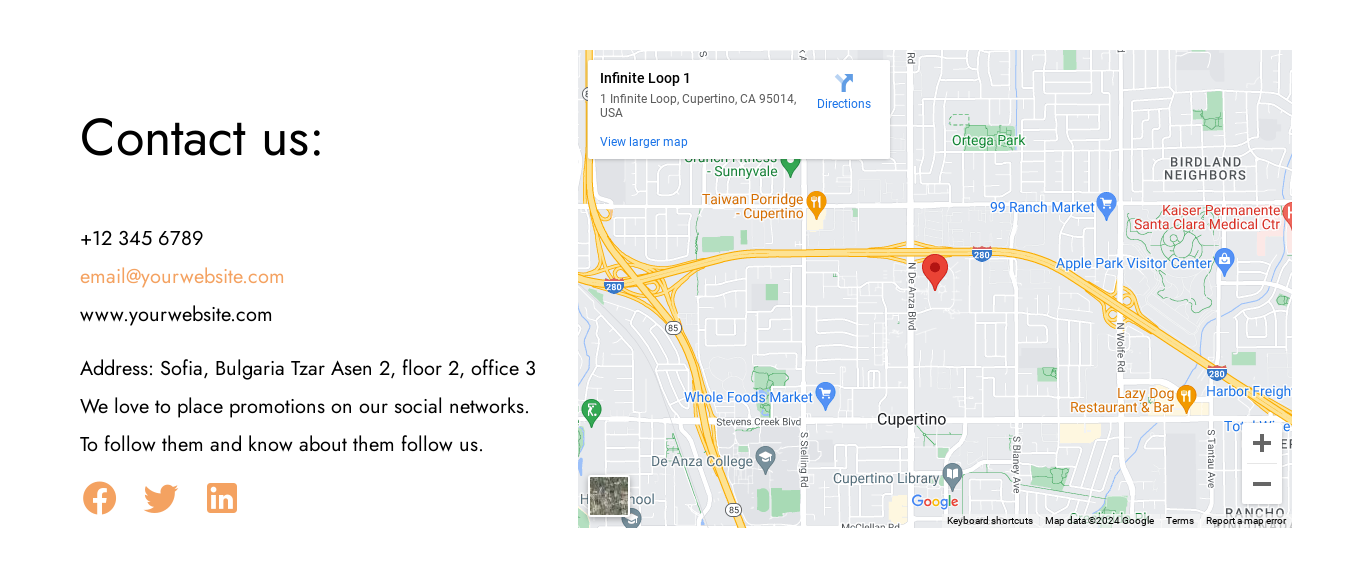 Contact us:
+12 345 6789
email@yourwebsite.com
www.yourwebsite.com
Address: Sofia, Bulgaria Tzar Asen 2, floor 2, office 3
We love to place promotions on our social networks.
To follow them and know about them follow us.
Infinite Loop 1
1 Infinite Loop, Cupertino, CA 95014,
USA
Directions
View larger map
Rd
Ortega Park
BIRDLAND
NEIGHBORS
- Sunnyvale
Taiwan Porridge
- Cupertino
99 Ranch Market
Kaiser Permanente
Santa Clara Medical Ctr
Apple Park Visitor Center
280
280
N De Anza Blvd
85
N Wolfe Rd
280
Lazy Dog
Restaurant & Bar
Harbor Freight
Whole Foods Market
Cupertino
Stevens Creek Blvd
De Anza College
S Stelling Rd
Cupertino Library
S Blaney Ave
S Tantau Ave
85
Google
McClellan Rd
RANCHO
Keyboard shortcuts
Map data ©2024 Google
Terms
Report a map error